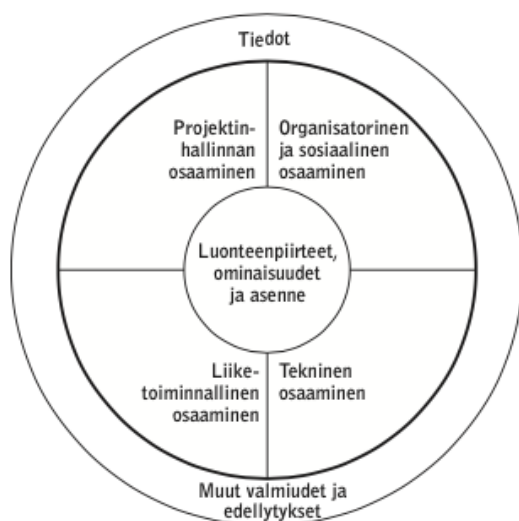 Tiedot
Projektin-
hallinnan
osaaminen
Organisatorinen
ja sosiaalinen
osaaminen
Luonteenpiirteet,
ominaisuudet
ja asenne
Liike-
toiminnallinen
osaaminen
Tekninen
osaaminen
Muut valmiudet ja
edellytykset